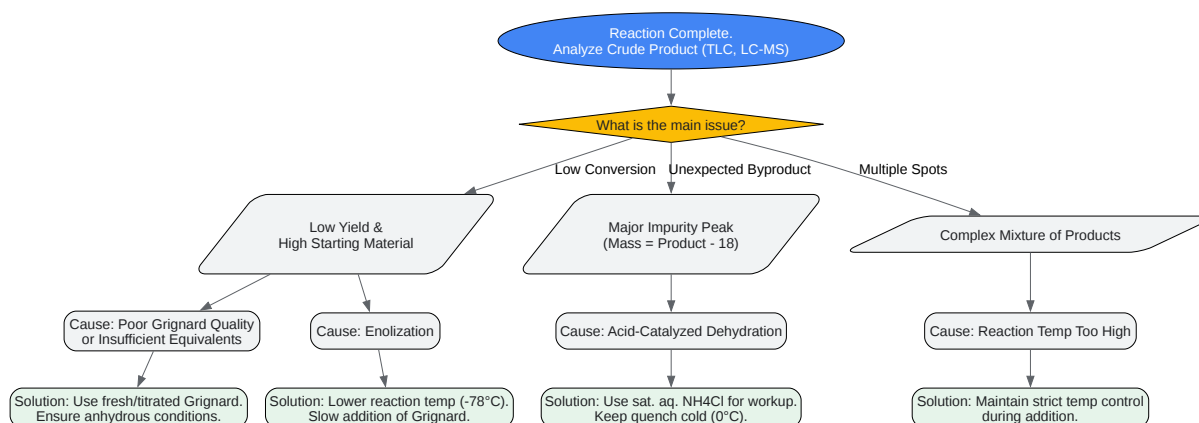 Reaction Complete.
Analyze Crude Product (TLC, LC-MS)
What is the main issue?
Low Conversion
Unexpected Byproduct
Multiple Spots
Low Yield &
High Starting Material
Major Impurity Peak
(Mass = Product - 18)
Complex Mixture of Products
Cause: Poor Grignard Quality
or Insufficient Equivalents
Cause: Enolization
Cause: Acid-Catalyzed Dehydration
Cause: Reaction Temp Too High
Solution: Use fresh/titrated Grignard.
Ensure anhydrous conditions.
Solution: Lower reaction temp (-78°C).
Slow addition of Grignard.
Solution: Use sat. aq. NH4Cl for workup.
Keep quench cold (0°C).
Solution: Maintain strict temp control
during addition.